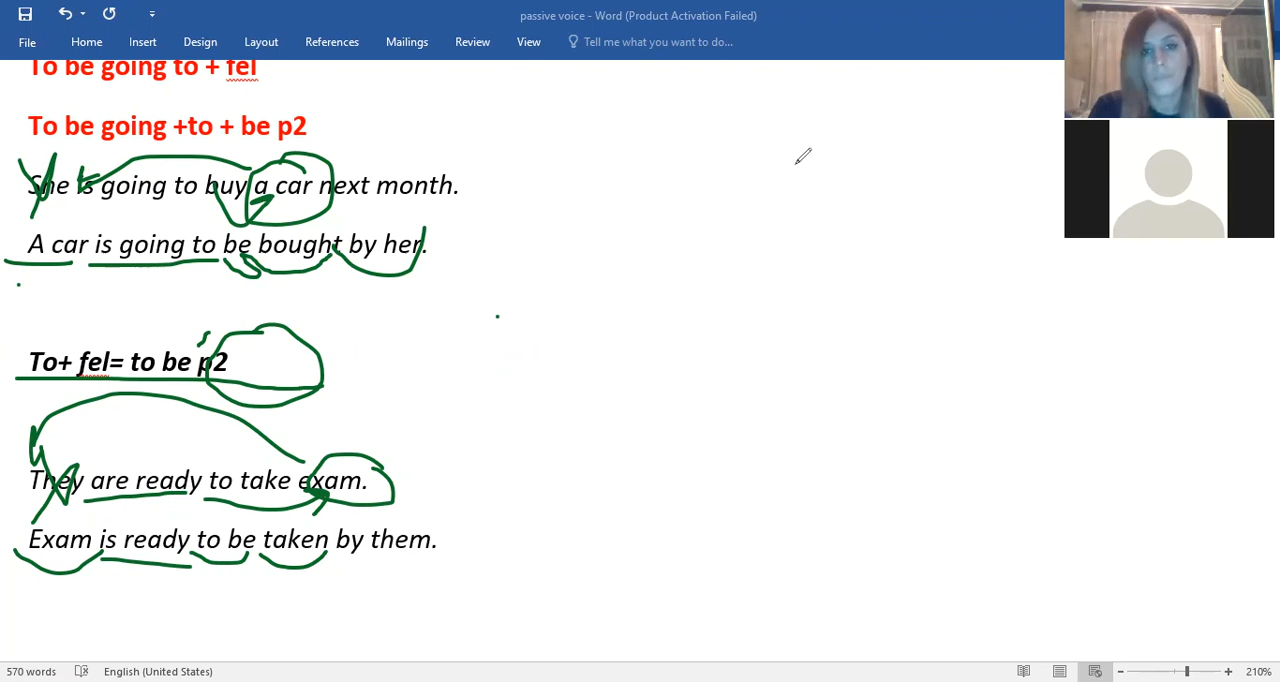 passive voice - Word (Product Activation Failed)
File Home Insert Design Layout References Mailings Review View Tell me what you want to do...
To be going to + fel
To be going +to + be p2
She is going to buy a car next month.
A car is going to be bought by her.
To+ fel= to be p2
They are ready to take exam.
Exam is ready to be taken by them.
570 words English (United States) 210%